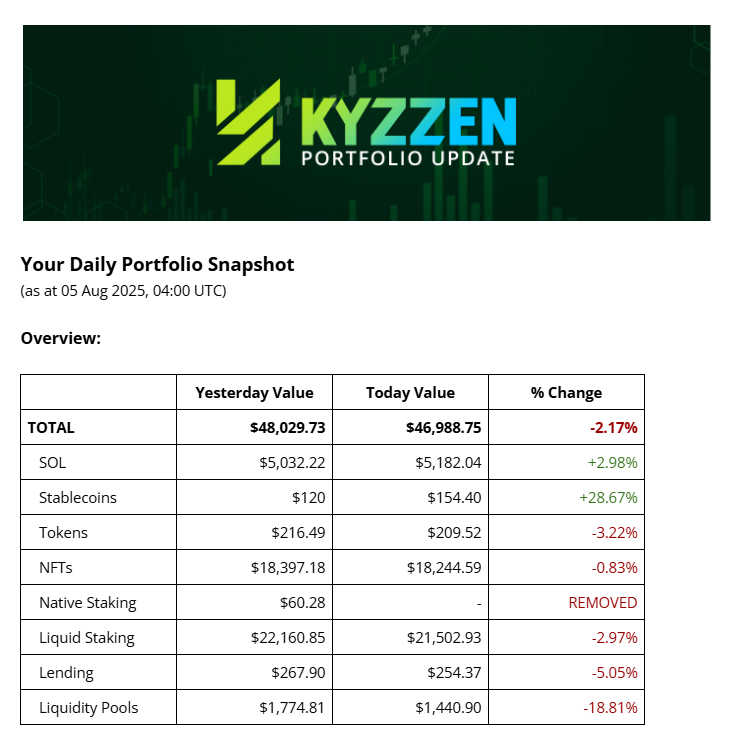 KYZZEN
PORTFOLIO UPDATE
Your Daily Portfolio Snapshot
(as at 05 Aug 2025, 04:00 UTC)
Overview:
Yesterday Value Today Value % Change
TOTAL $48,029.73 $46,988.75 -2.17%
SOL $5,032.22 $5,182.04 +2.98%
Stablecoins $120 $154.40 +28.67%
Tokens $216.49 $209.52 -3.22%
NFTs $18,397.18 $18,244.59 -0.83%
Native Staking $60.28 - REMOVED
Liquid Staking $22,160.85 $21,502.93 -2.97%
Lending $267.90 $254.37 -5.05%
Liquidity Pools $1,774.81 $1,440.90 -18.81%